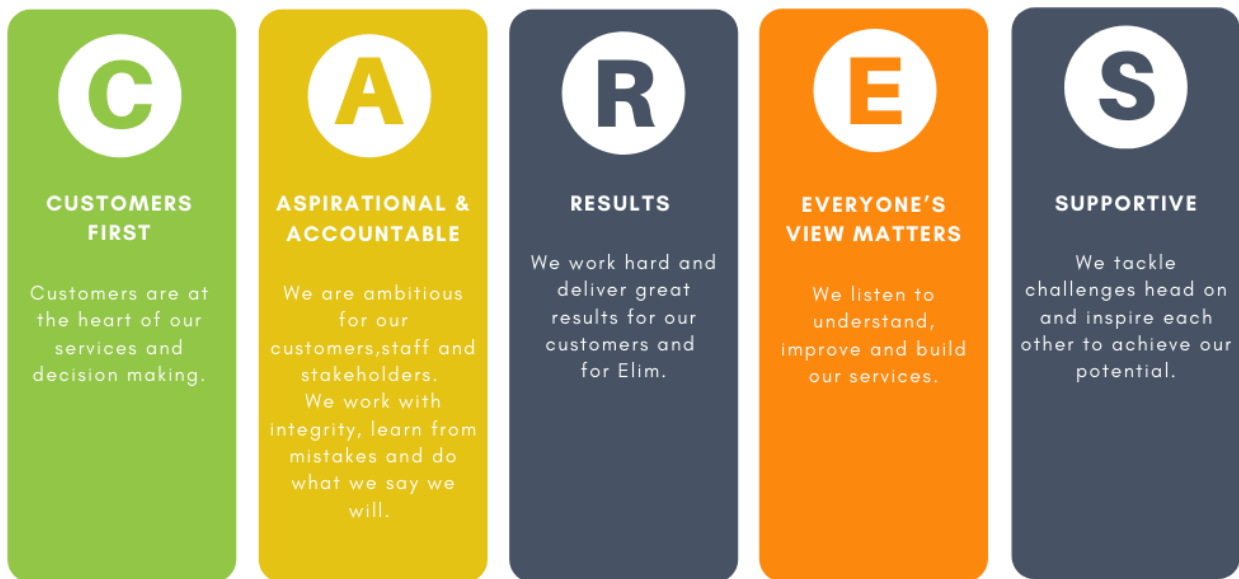 C
CUSTOMERS
FIRST
Customers are at
the heart of our
services and
decision making.
A
ASPIRATIONAL &
ACCOUNTABLE
We are ambitious
for our
customers,staff and
stakeholders.
We work with
integrity, learn from
mistakes and do
what we say we
will.
R
RESULTS
We work hard and
deliver great
results for our
customers and
for Elim.
E
EVERYONE’S
VIEW MATTERS
We listen to
understand,
improve and build
our services.
S
SUPPORTIVE
We tackle
challenges head on
and inspire each
other to achieve our
potential.